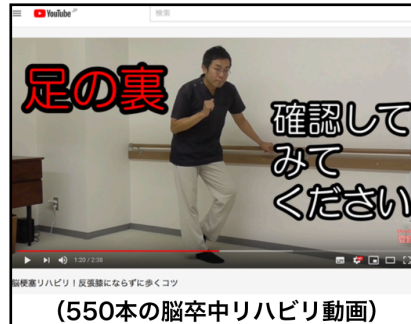 YouTube JP
検索
足の裏
確認して
みて
ください
1:20 / 2:38
脳梗塞リハビリ！反張膝にならずに歩くコツ
（550本の脳卒中リハビリ動画）